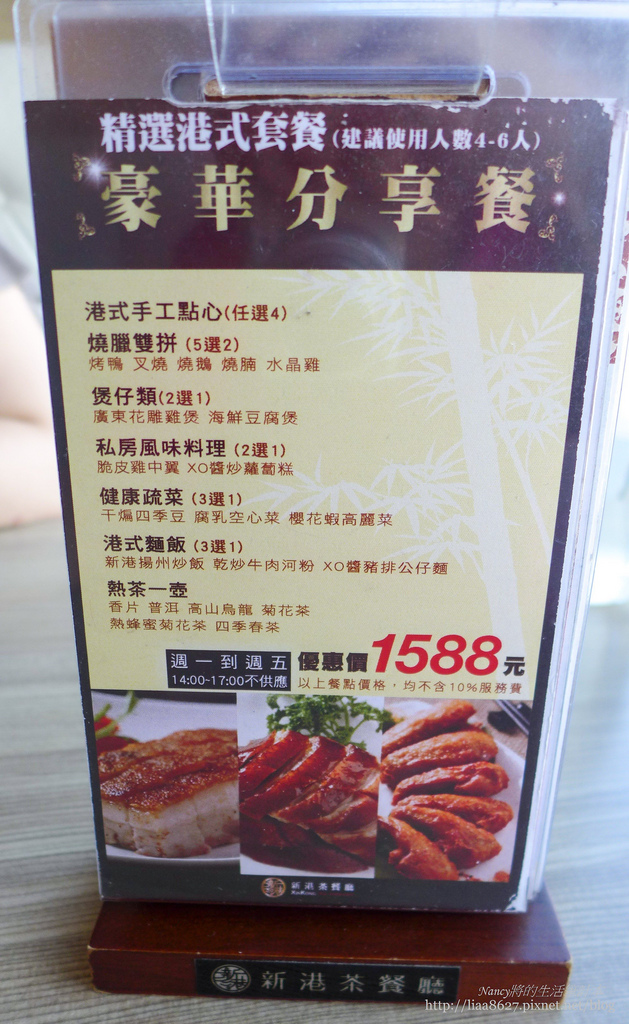 精選港式套餐(建議使用人數4-6人)
豪華分享餐
港式手工點心(任選4)
燒臘雙拼 (5選2)
烤鴨 叉燒 燒鵝 燒腩 水晶雞
煲仔類(2選1)
廣東花雕雞煲 海鮮豆腐煲
私房風味料理 (2選1)
脆皮雞中翼 XO醬炒蘿蔔糕
健康疏菜 (3選1)
干煸四季豆 腐乳空心菜 櫻花蝦高麗菜
港式麵飯 (3選1)
新港揚州炒飯 乾炒牛肉河粉 XO醬豬排公仔麵
熱茶一壺
香片 普洱 高山烏龍 菊花茶
熱蜂蜜菊花茶 四季春茶
週一到週五 優惠價1588元
14:00~17:00不供應 以上餐點價格，均不含10%服務費
新港茶餐廳
新港茶餐廳
Nancy將的生活
http://liaa8627.pixnet